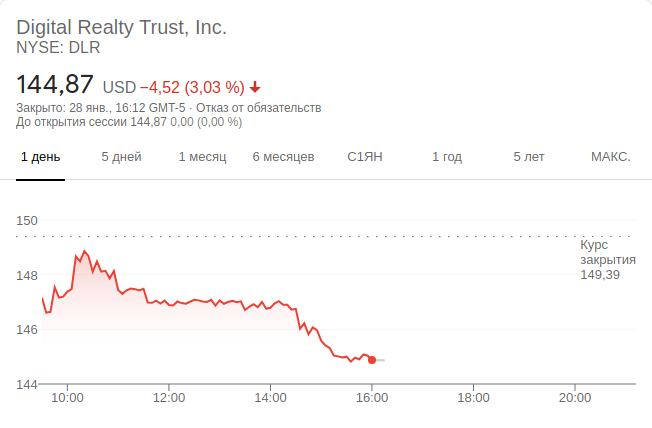 Digital Realty Trust, Inc.
NYSE: DLR
144,87 USD −4,52 (3,03 %)
Закрыто: 28 янв., 16:12 GMT-5 · Отказ от обязательств
До открытия сессии 144,87 0,00 (0,00 %)
1 день 5 дней 1 месяц 6 месяцев С1ЯН 1 год 5 лет МАКС.
150
Курс
закрытия
149,39
148
146
144
10:00 12:00 14:00 16:00 18:00 20:00